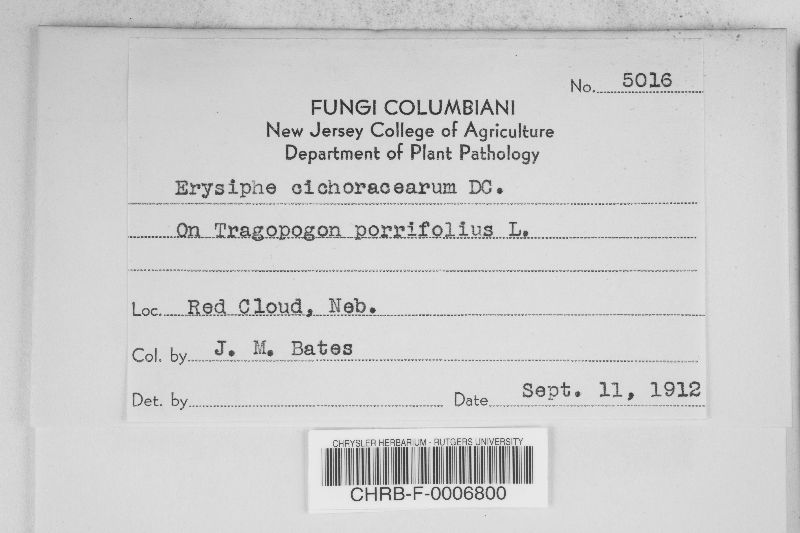 No. 5016
FUNGI COLUMBIANI
New Jersey College of Agriculture
Department of Plant Pathology
Erysiphe cichoracearum DC.
On Tragopogon porrifolius L.
Loc. Red Cloud, Neb.
Col. by J. M. Bates
Det. by Date Sept. 11, 1912
CHRYSLER HERBARIUM - RUTGERS UNIVERSITY
CHRB-F-0006800